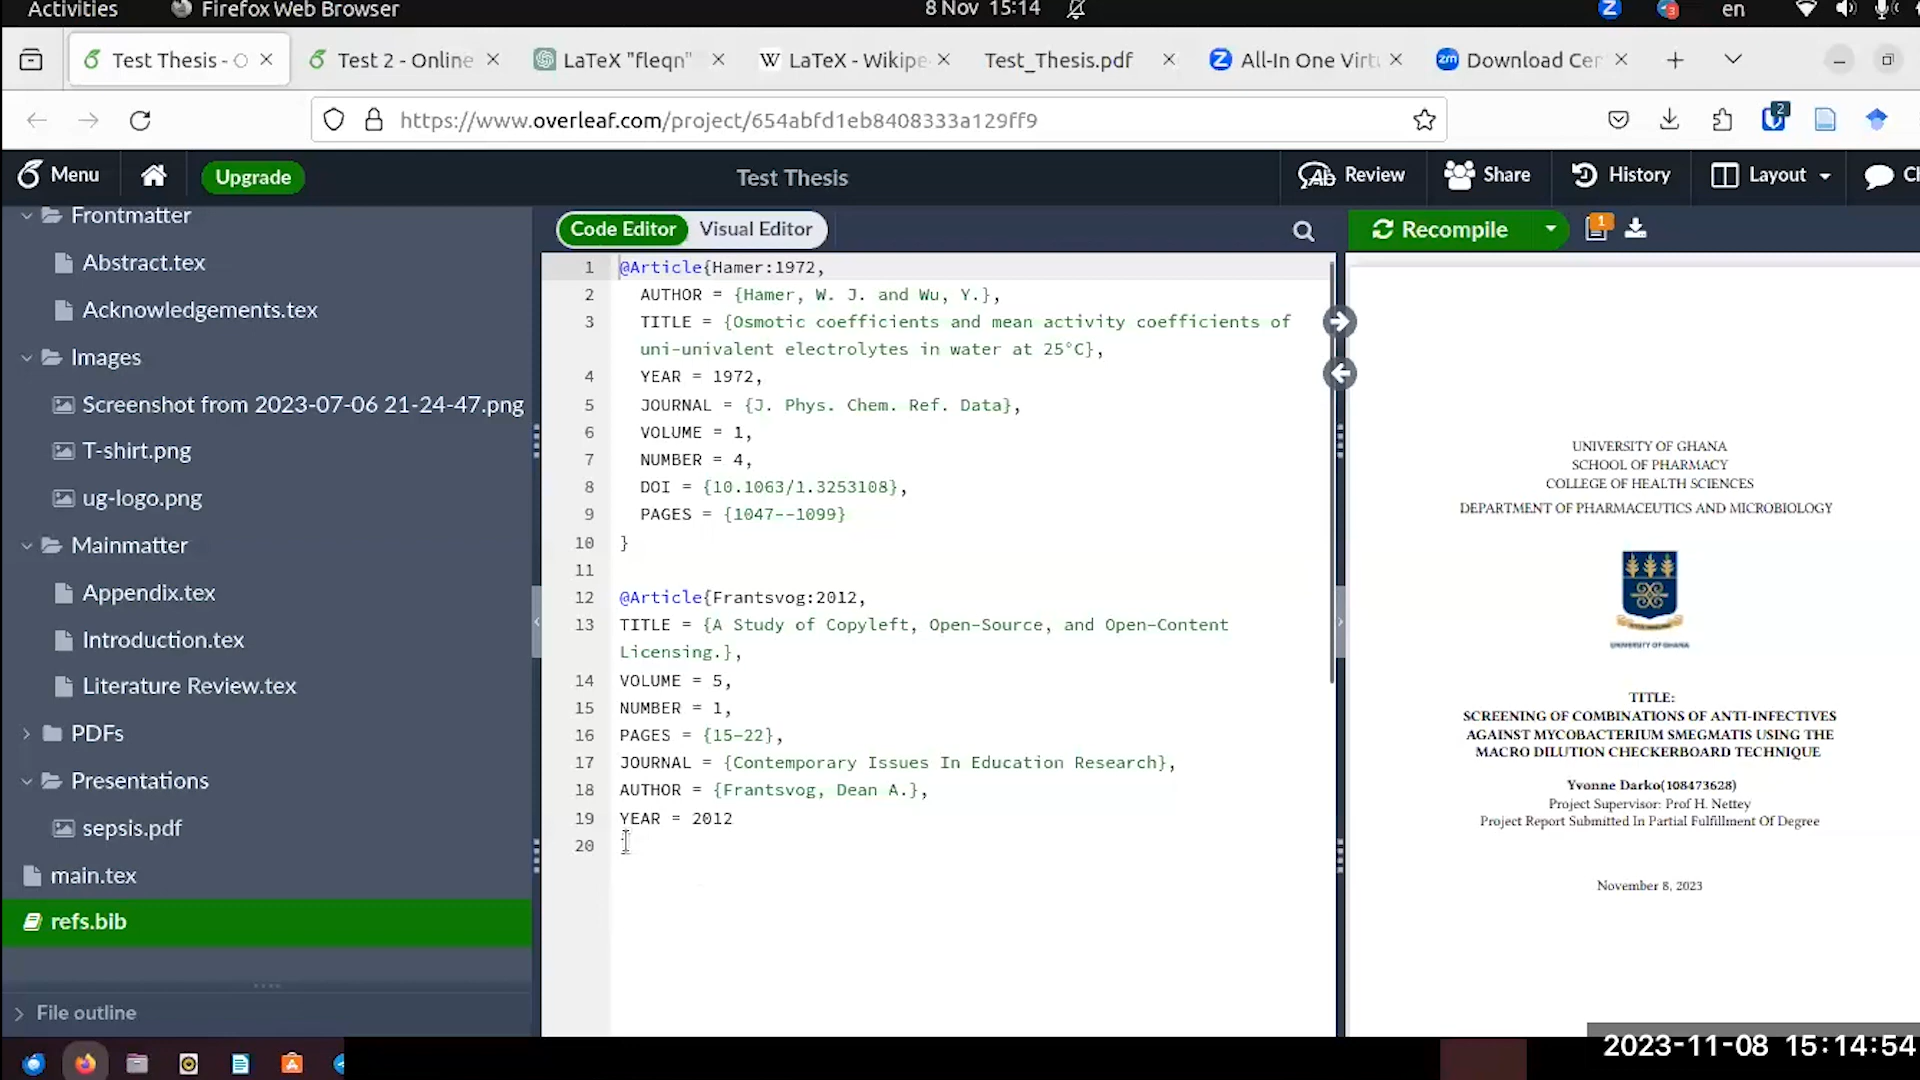 Activities Firefox Web Browser 8 Nov 15:14 en
Test Thesis - O Test 2 - Online LaTeX "fleqn" LaTeX - Wikipe Test_Thesis.pdf All-In One Virtu Download Cer
https://www.overleaf.com/project/654abfd1eb8408333a129ff9 2
Menu Upgrade Test Thesis Review Share History Layout Ch
Frontmatter
Abstract.tex
Acknowledgements.tex
Images
Screenshot from 2023-07-06 21-24-47.png
T-shirt.png
ug-logo.png
Mainmatter
Appendix.tex
Introduction.tex
Literature Review.tex
PDFs
Presentations
sepsis.pdf
main.tex
refs.bib
File outline
Code Editor Visual Editor
1 @Article{Hamer:1972,
2 AUTHOR = {Hamer, W. J. and Wu, Y.},
3 TITLE = {Osmotic coefficients and mean activity coefficients of
uni-univalent electrolytes in water at 25°C},
4 YEAR = 1972,
5 JOURNAL = {J. Phys. Chem. Ref. Data},
6 VOLUME = 1,
7 NUMBER = 4,
8 DOI = {10.1063/1.3253108},
9 PAGES = {1047--1099}
10 }
11
12 @Article{Frantsvog:2012,
13 TITLE = {A Study of Copyleft, Open-Source, and Open-Content
Licensing.},
14 VOLUME = 5,
15 NUMBER = 1,
16 PAGES = {15-22},
17 JOURNAL = {Contemporary Issues In Education Research},
18 AUTHOR = {Frantsvog, Dean A.},
19 YEAR = 2012
20
Recompile 1
UNIVERSITY OF GHANA
SCHOOL OF PHARMACY
COLLEGE OF HEALTH SCIENCES
DEPARTMENT OF PHARMACEUTICS AND MICROBIOLOGY
UNIVERSITY OF GHANA
TITLE:
SCREENING OF COMBINATIONS OF ANTI-INFECTIVES
AGAINST MYCOBACTERIUM SMEGMATIS USING THE
MACRO DILUTION CHECKERBOARD TECHNIQUE
Yvonne Darko(108473628)
Project Supervisor: Prof H. Nettey
Project Report Submitted In Partial Fulfillment Of Degree
November 8, 2023
2023-11-08 15:14:54